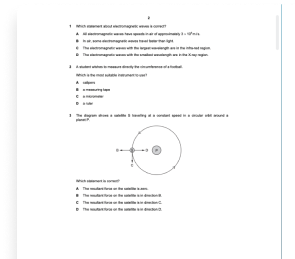 2
1 Which statement about electromagnetic waves is correct?
A All electromagnetic waves have speeds in air of approximately 3 × 10⁸ m/s.
B In air, some electromagnetic waves travel faster than light.
C The electromagnetic waves with the largest wavelength are in the infra-red region.
D The electromagnetic waves with the smallest wavelength are in the X-ray region.
2 A student wishes to measure directly the circumference of a football.
Which is the most suitable instrument to use?
A calipers
B a measuring tape
C a micrometer
D a ruler
3 The diagram shows a satellite S travelling at a constant speed in a circular orbit around a
planet P.
B S D P
C
Which statement is correct?
A The resultant force on the satellite is zero.
B The resultant force on the satellite is in direction B.
C The resultant force on the satellite is in direction C.
D The resultant force on the satellite is in direction D.